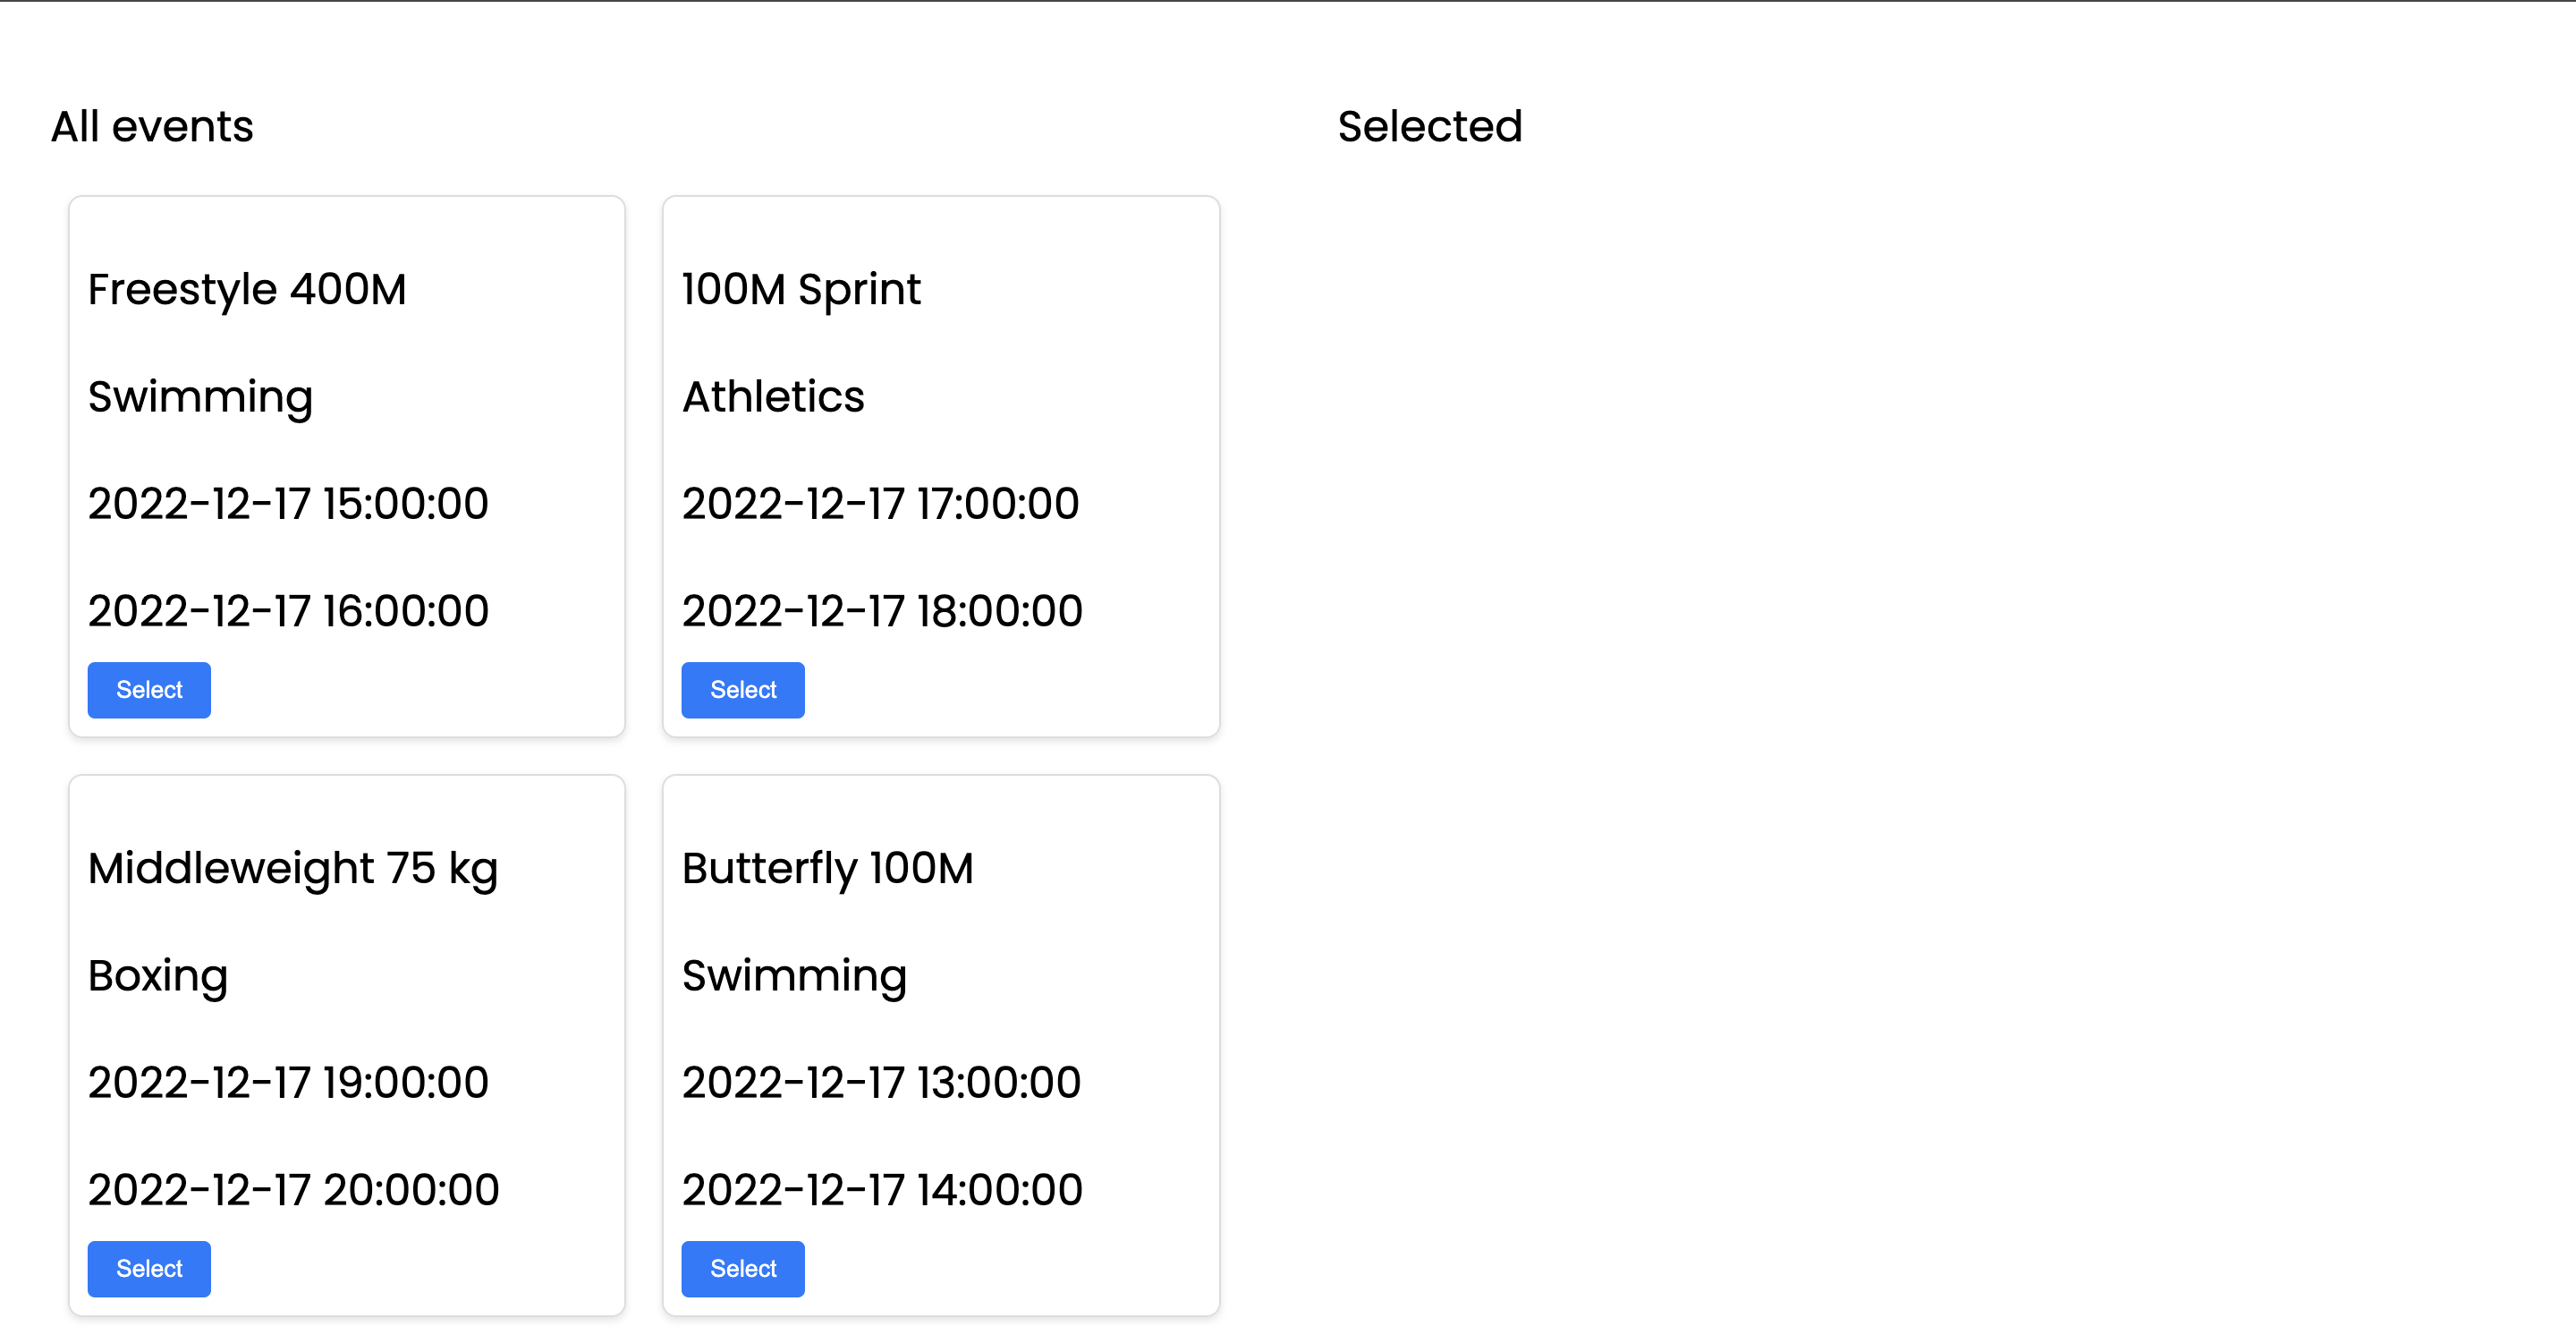 All events
Freestyle 400M
Swimming
2022-12-17 15:00:00
2022-12-17 16:00:00
Select
100M Sprint
Athletics
2022-12-17 17:00:00
2022-12-17 18:00:00
Select
Middleweight 75 kg
Boxing
2022-12-17 19:00:00
2022-12-17 20:00:00
Select
Butterfly 100M
Swimming
2022-12-17 13:00:00
2022-12-17 14:00:00
Select
Selected